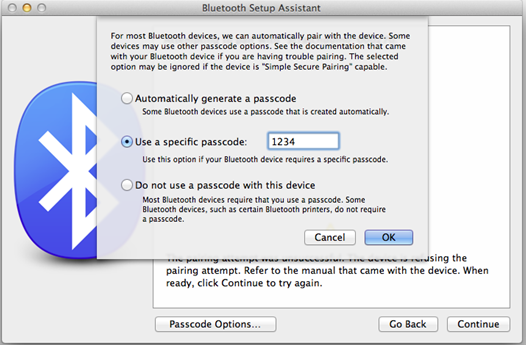 Bluetooth Setup Assistant
For most Bluetooth devices, we can automatically pair with the device. Some
devices may use other passcode options. See the documentation that came
with your Bluetooth device if you are having trouble pairing. The selected
option may be ignored if the device is "Simple Secure Pairing" capable.
Automatically generate a passcode
Some Bluetooth devices use a passcode that is created automatically.
Use a specific passcode: 1234
Use this option if your Bluetooth device requires a specific passcode.
Do not use a passcode with this device
Most Bluetooth devices require that you use a passcode. Some
Bluetooth devices, such as certain Bluetooth printers, do not require
a passcode.
Cancel OK
The pairing attempt was unsuccessful. The device is refusing the
pairing attempt. Refer to the manual that came with the device. When
ready, click Continue to try again.
Passcode Options... Go Back Continue